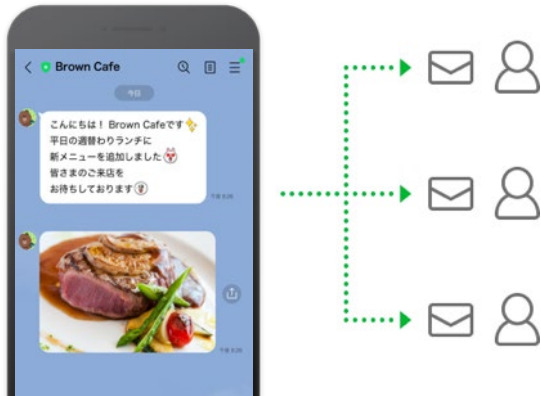 Brown Cafe
今日
こんにちは! Brown Cafeです
平日の週替わりランチに
新メニューを追加しました
皆さまのご来店を
お待ちしております